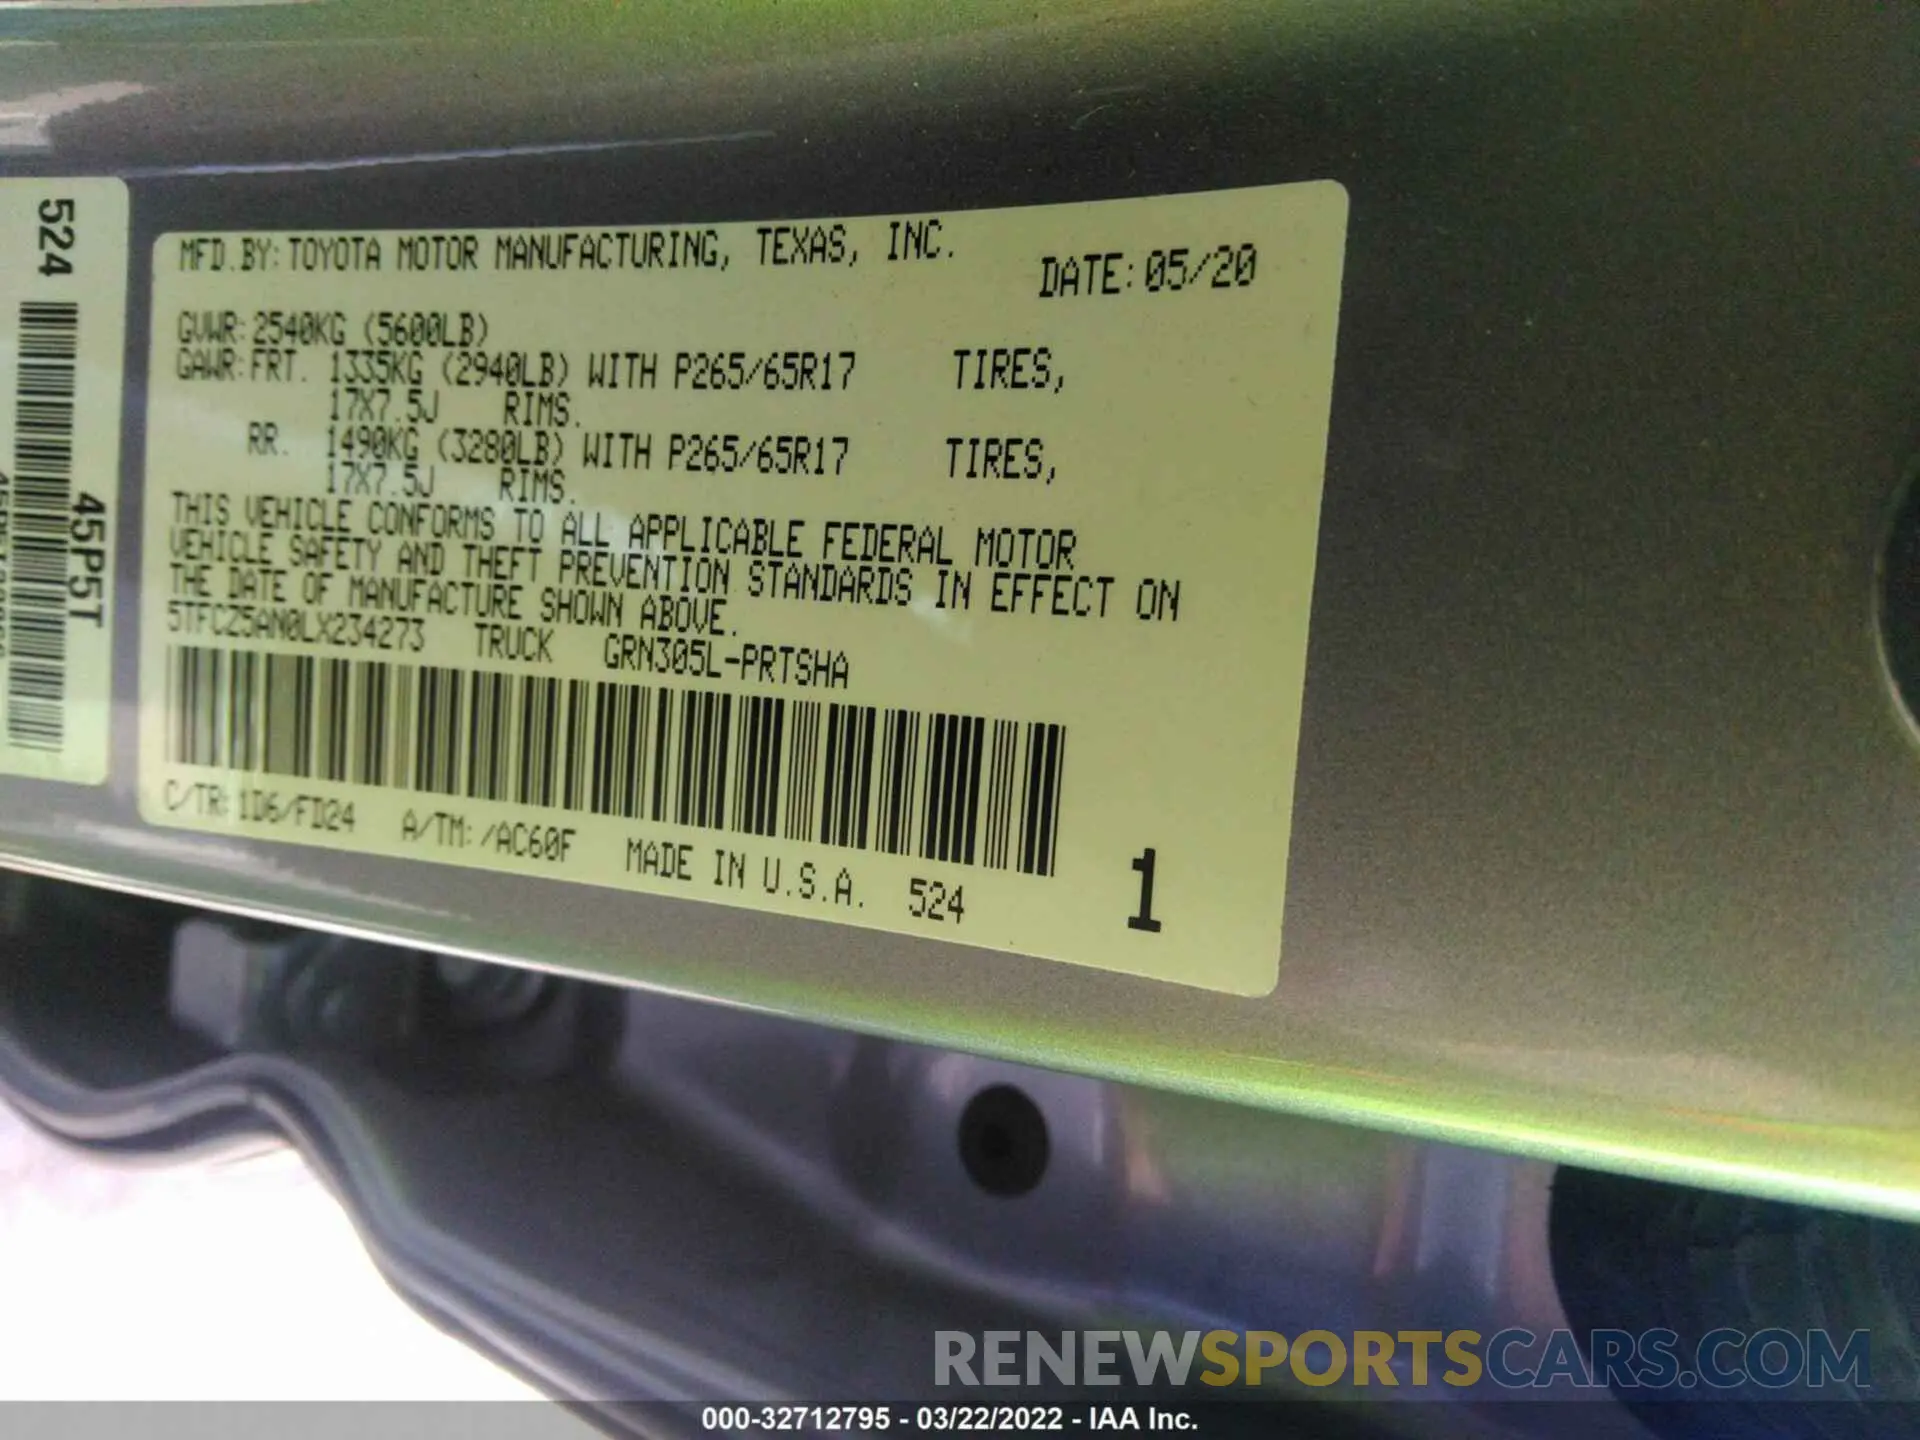 524
45P5T
MFD.BY: TOYOTA MOTOR MANUFACTURING, TEXAS, INC.
DATE: 05/20
GVWR: 2540KG (5600LB)
GAWR: FRT. 1335KG (2940LB) WITH P265/65R17 TIRES,
17X7.5J RIMS.
RR. 1490KG (3280LB) WITH P265/65R17 TIRES,
17X7.5J RIMS.
THIS VEHICLE CONFORMS TO ALL APPLICABLE FEDERAL MOTOR
VEHICLE SAFETY AND THEFT PREVENTION STANDARDS IN EFFECT ON
THE DATE OF MANUFACTURE SHOWN ABOVE.
5TFCZ5AN0LX234273 TRUCK GRN305L-PRTSHA
C/TR: 1D6/FD24 A/TM: /AC60F MADE IN U.S.A. 524
1
RENEWSPORTSCARS.COM
000-32712795 - 03/22/2022 - IAA Inc.